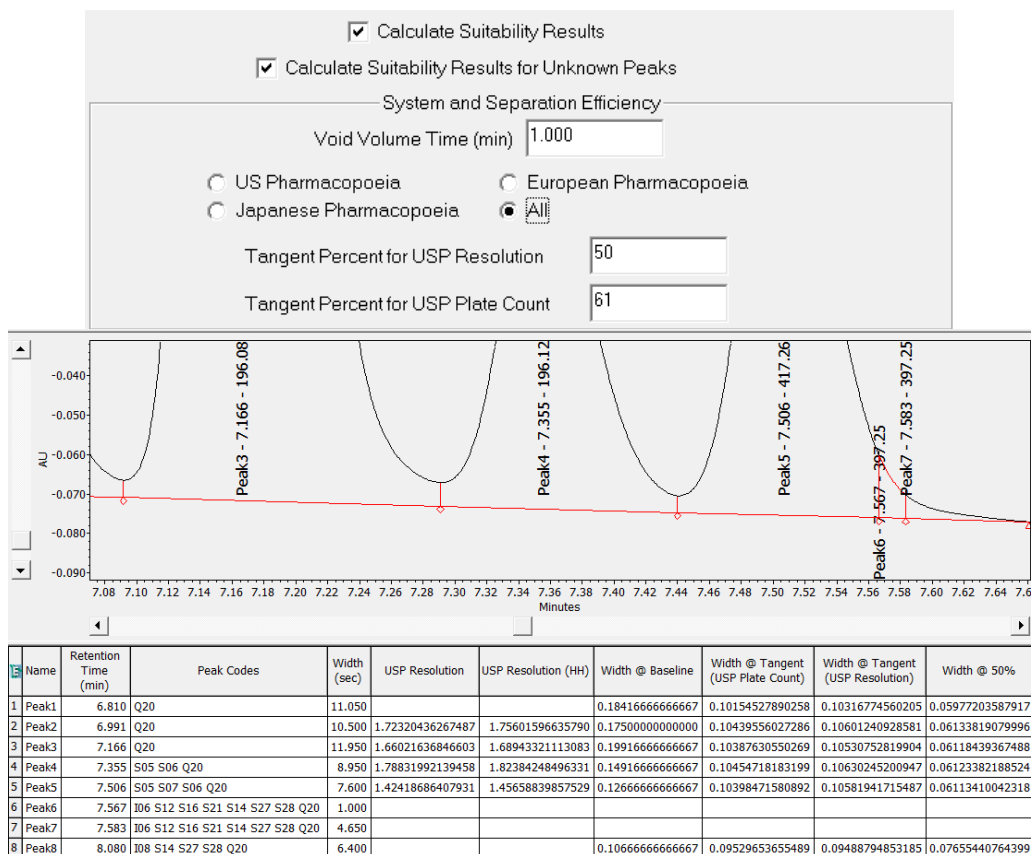 Calculate Suitability Results
Calculate Suitability Results for Unknown Peaks
System and Separation Efficiency
Void Volume Time (min) 1.000
US Pharmacopoeia European Pharmacopoeia
Japanese Pharmacopoeia All
Tangent Percent for USP Resolution 50
Tangent Percent for USP Plate Count 61
-0.040
-0.050
-0.060
-0.070
-0.080
-0.090
AU
Peak3 - 7.166 - 196.08
Peak4 - 7.355 - 196.12
Peak5 - 7.506 - 417.26
Peak6 - 7.567 - 397.25
Peak7 - 7.583 - 397.25
7.08 7.10 7.12 7.14 7.16 7.18 7.20 7.22 7.24 7.26 7.28 7.30 7.32 7.34 7.36 7.38 7.40 7.42 7.44 7.46 7.48 7.50 7.52 7.54 7.56 7.58 7.60 7.62 7.64 7.6
Minutes
Name Retention Time (min) Peak Codes Width (sec) USP Resolution USP Resolution (HH) Width @ Baseline Width @ Tangent (USP Plate Count) Width @ Tangent (USP Resolution) Width @ 50%
1 Peak1 6.810 Q20 11.050 0.18416666666667 0.10154527890258 0.10316774560205 0.05977203587917
2 Peak2 6.991 Q20 10.500 1.72320436267487 1.75601596635790 0.17500000000000 0.10439556027286 0.10601240928581 0.06133819079996
3 Peak3 7.166 Q20 11.950 1.66021636846603 1.68943321113083 0.19916666666667 0.10387630550269 0.10530752819904 0.06118439367488
4 Peak4 7.355 S05 S06 Q20 8.950 1.78831992139458 1.82384248496331 0.14916666666667 0.10454718183199 0.10630245200947 0.06123382188524
5 Peak5 7.506 S05 S07 S06 Q20 7.600 1.42418686407931 1.45658839857529 0.12666666666667 0.10398471580892 0.10581941715487 0.06113410042318
6 Peak6 7.567 I06 S12 S16 S21 S14 S27 S28 Q20 1.000
7 Peak7 7.583 I06 S12 S16 S21 S14 S27 S28 Q20 4.650
8 Peak8 8.080 I08 S14 S27 S28 Q20 6.400 0.10666666666667 0.09529653655489 0.09488794853185 0.07655440764399